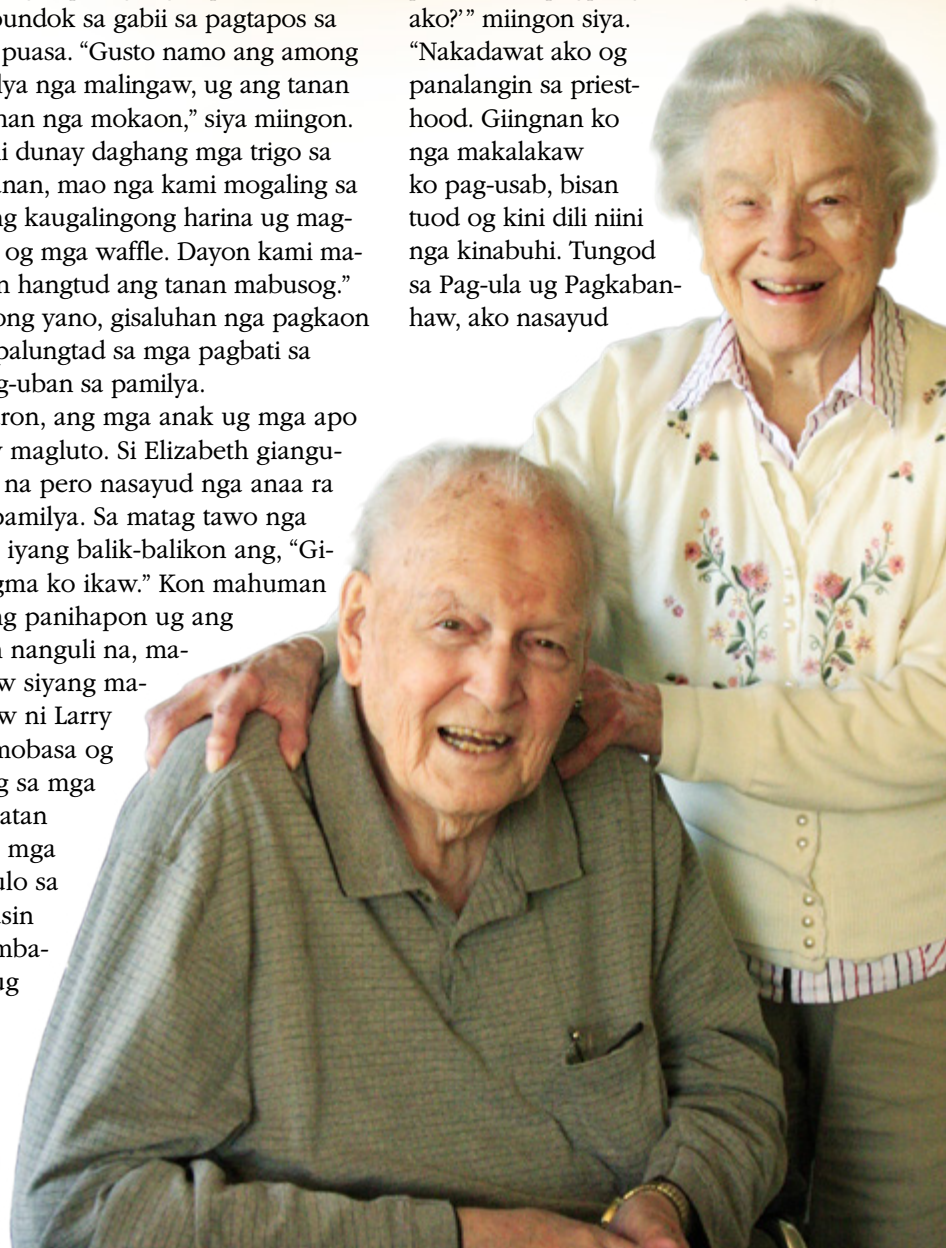 pundok sa gabii sa pagtapos sa
puasa. “Gusto namo ang among
lya nga malingaw, ug ang tanan
nan nga mokaon,” siya miingon.
ni dunay daghang mga trigo sa
anan, mao nga kami mogaling sa
ng kaugalingong harina ug mag-
og mga waffle. Dayon kami ma-
n hangtud ang tanan mabusog.”
ong yano, gisaluhan nga pagkaon
palungtad sa mga pagbati sa
g-uban sa pamilya.
ron, ang mga anak ug mga apo
y magluto. Si Elizabeth giangu-
na pero nasayud nga anaa ra
pamilya. Sa matag tawo nga
iyang balik-balikon ang, “Gi-
gma ko ikaw.” Kon mahuman
ng panihapon ug ang
n nanguli na, ma-
w siyang ma-
w ni Larry
mobasa og
g sa mga
atan
mga
ulo sa
asin
mba-
ug
ako?’” miingon siya.
“Nakadawat ako og
panalangin sa priest-
hood. Giingnan ko
nga makalakaw
ko pag-usab, bisan
tuod og kini dili niini
nga kinabuhi. Tungod
sa Pag-ula ug Pagkaban-
haw, ako nasayud